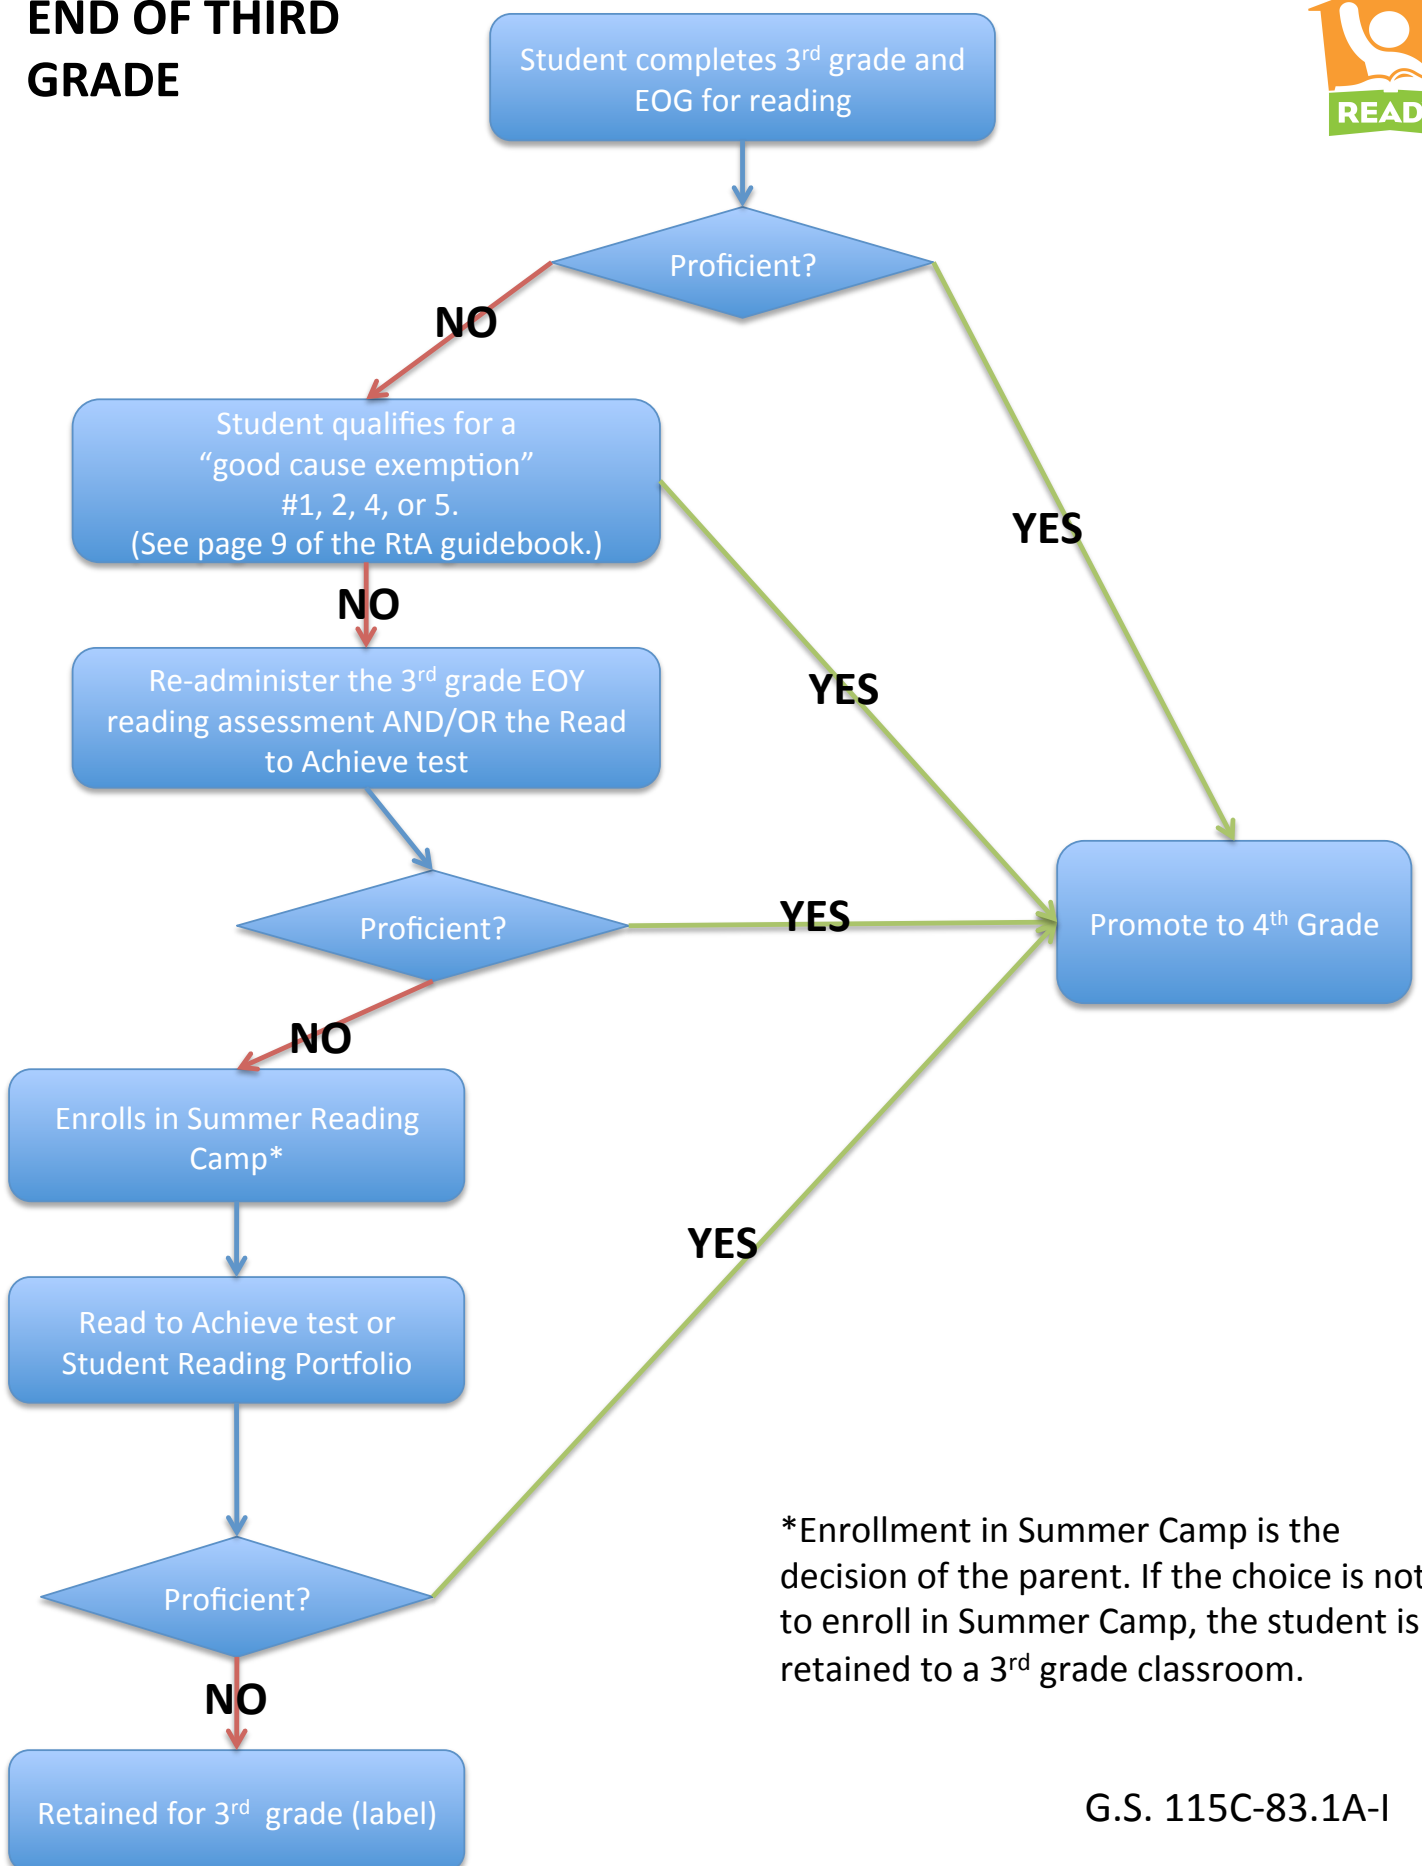 END OF THIRD
GRADE
Student completes 3rd grade and
EOG for reading
READ
Proficient?
NO
YES
Student qualifies for a
“good cause exemption”
#1, 2, 4, or 5.
(See page 9 of the RtA guidebook.)
NO
YES
Re-administer the 3rd grade EOY
reading assessment AND/OR the Read
to Achieve test
Proficient?
YES
Promote to 4th Grade
NO
Enrolls in Summer Reading
Camp*
YES
Read to Achieve test or
Student Reading Portfolio
Proficient?
*Enrollment in Summer Camp is the
decision of the parent. If the choice is not
to enroll in Summer Camp, the student is
retained to a 3rd grade classroom.
NO
Retained for 3rd grade (label)
G.S. 115C-83.1A-I